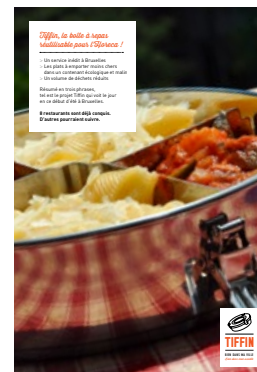 Tiffin, la boîte à repas
réutilisable pour l'Horeca !
> Un service inédit à Bruxelles
> Les plats à emporter moins chers
dans un contenant écologique et malin
> Un volume de déchets réduits
Résumé en trois phrases,
tel est le projet Tiffin qui voit le jour
en ce début d'été à Bruxelles.
8 restaurants sont déjà conquis.
D'autres pourraient suivre.
TIFFIN